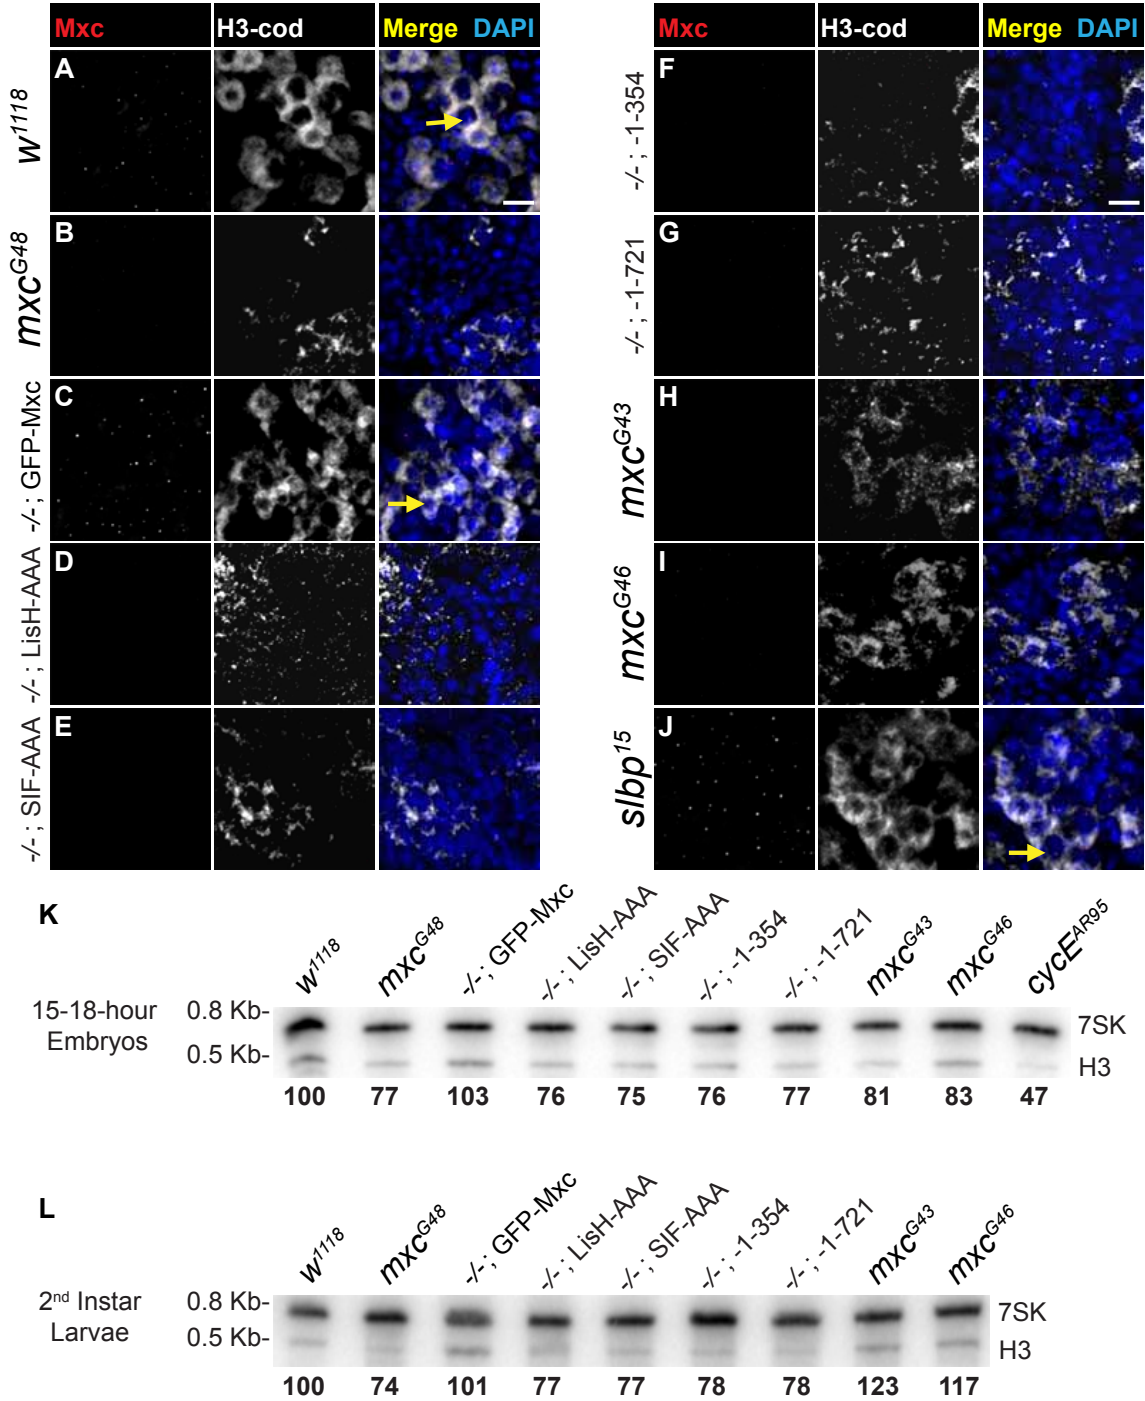 Mxc H3-cod Merge DAPI
Mxc H3-cod Merge DAPI
A
w1118
B
mxcG48
C
-/- ; GFP-Mxc
D
-/- ; LisH-AAA
E
-/- ; SIF-AAA
F
-/- ; -1-354
G
-/- ; -1-721
H
mxcG43
I
mxcG46
J
slbp15
K
w1118 mxcG48 -/-; GFP-Mxc -/-; LisH-AAA -/-; SIF-AAA -/-; -1-354 -/-; -1-721 mxcG43 mxcG46 cycEAR95
15-18-hour
Embryos
0.8 Kb-
0.5 Kb-
7SK
H3
100 77 103 76 75 76 77 81 83 47
L
w1118 mxcG48 -/-; GFP-Mxc -/-; LisH-AAA -/-; SIF-AAA -/-; -1-354 -/-; -1-721 mxcG43 mxcG46
2nd Instar
Larvae
0.8 Kb-
0.5 Kb-
7SK
H3
100 74 101 77 77 78 78 123 117